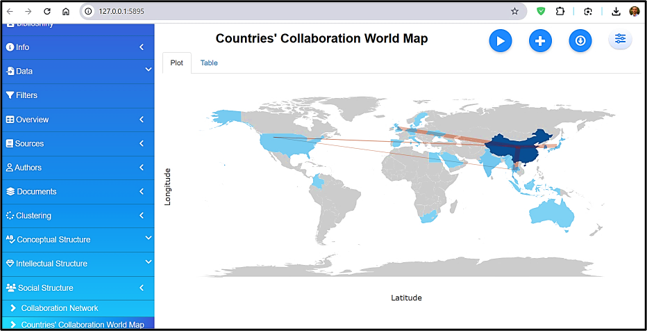 127.0.0.1:5895
Biblioshiny
Info
Data
Filters
Overview
Sources
Authors
Documents
Clustering
Conceptual Structure
Intellectual Structure
Social Structure
Collaboration Network
Countries' Collaboration World Map
Countries' Collaboration World Map
Plot
Table
Longitude
Latitude